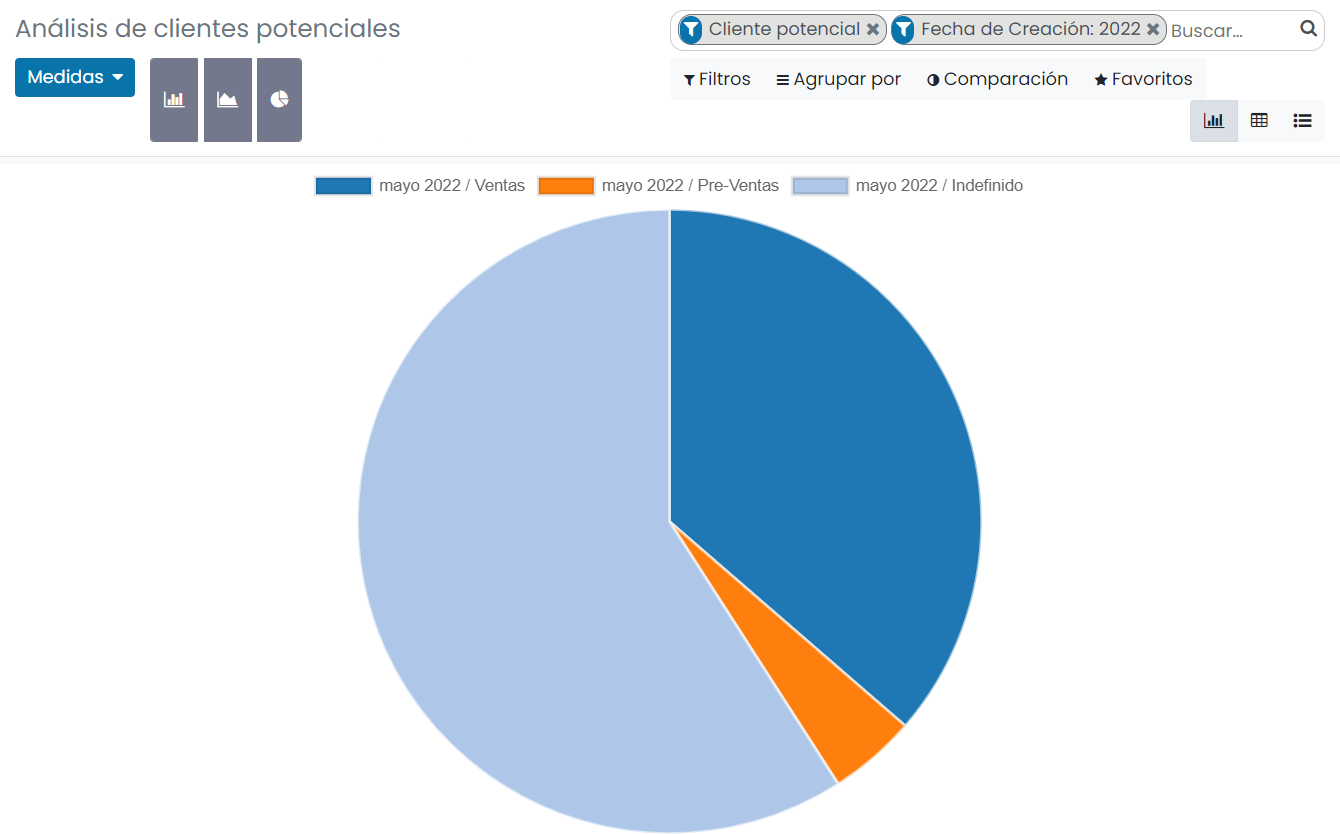 Análisis de clientes potenciales
Cliente potencial Fecha de Creación: 2022 Buscar...
Medidas
Filtros Agrupar por Comparación Favoritos
mayo 2022 / Ventas mayo 2022 / Pre-Ventas mayo 2022 / Indefinido